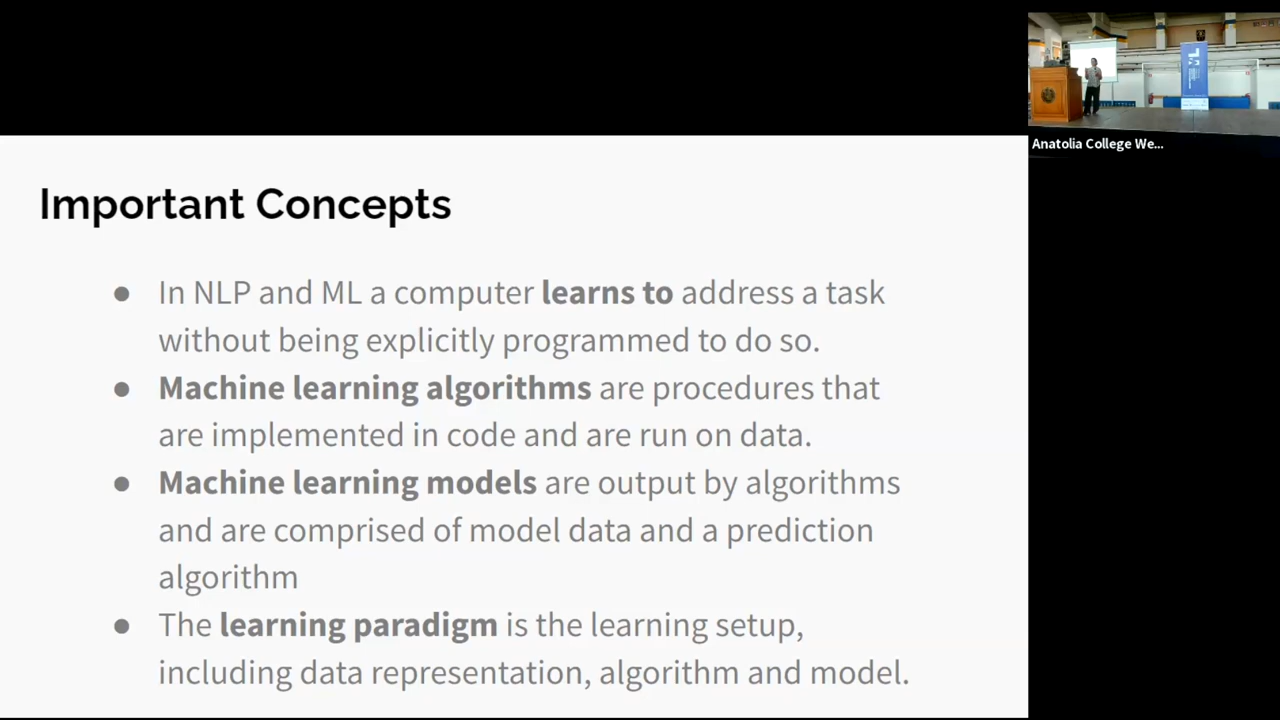 Anatolia College We...
Important Concepts
● In NLP and ML a computer learns to address a task
without being explicitly programmed to do so.
● Machine learning algorithms are procedures that
are implemented in code and are run on data.
● Machine learning models are output by algorithms
and are comprised of model data and a prediction
algorithm
● The learning paradigm is the learning setup,
including data representation, algorithm and model.